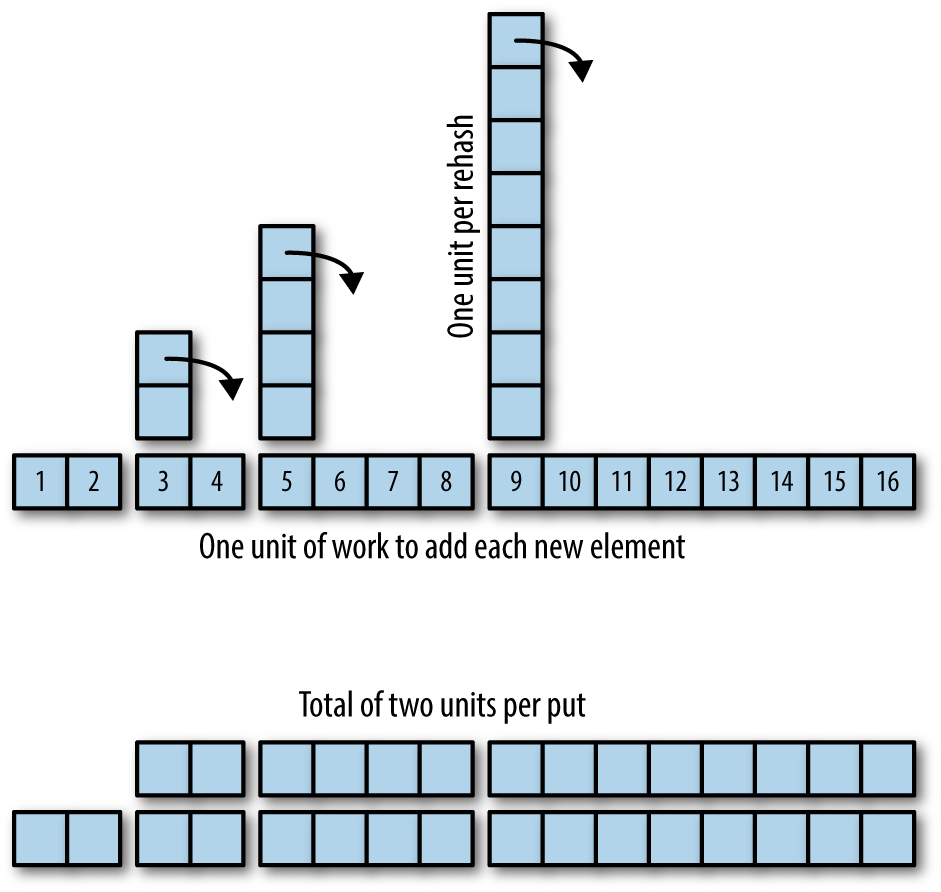 One unit per rehash
1 2 3 4 5 6 7 8 9 10 11 12 13 14 15 16
One unit of work to add each new element
Total of two units per put